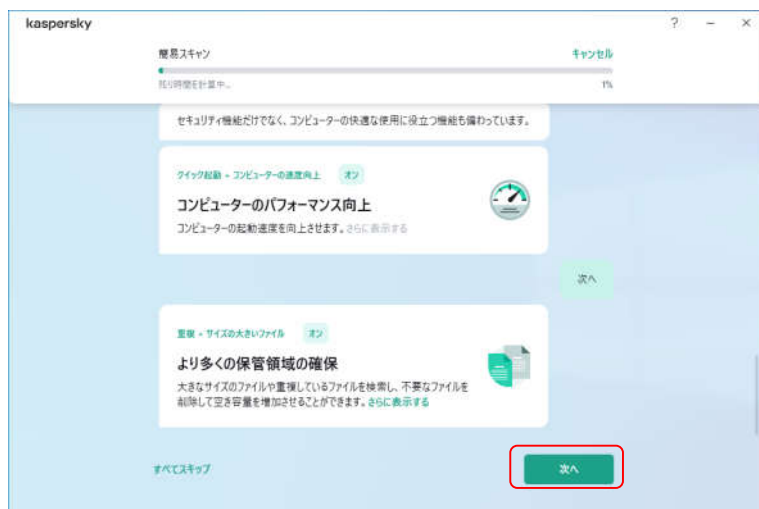 kaspersky
? − ×
簡易スキャン キャンセル
残り時間を計算中... 1%
セキュリティ機能だけでなく、コンピューターの快適な使用に役立つ機能も備わっています。
クイック起動 - コンピューターの速度向上 オン
コンピューターのパフォーマンス向上
コンピューターの起動速度を向上させます。さらに表示する
次へ
重複 - サイズの大きいファイル オン
より多くの保管領域の確保
大きなサイズのファイルや重複しているファイルを検索し、不要なファイルを
削除して空き容量を増加させることができます。さらに表示する
すべてスキップ 次へ